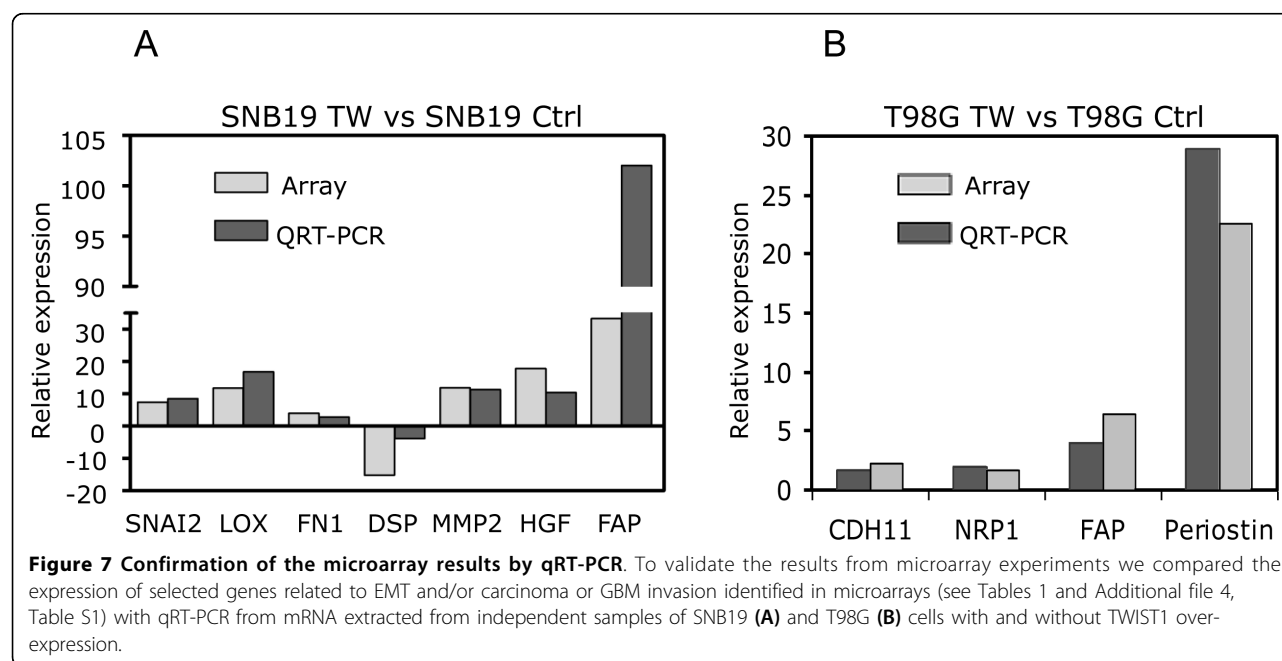 A
B
SNB19 TW vs SNB19 Ctrl
T98G TW vs T98G Ctrl
Relative expression
105
100
95
90
30
20
10
0
-10
-20
Array
QRT-PCR
SNAI2 LOX FN1 DSP MMP2 HGF FAP
Relative expression
30
25
20
15
10
5
0
Array
QRT-PCR
CDH11 NRP1 FAP Periostin
Figure 7 Confirmation of the microarray results by qRT-PCR. To validate the results from microarray experiments we compared the
expression of selected genes related to EMT and/or carcinoma or GBM invasion identified in microarrays (see Tables 1 and Additional file 4,
Table S1) with qRT-PCR from mRNA extracted from independent samples of SNB19 (A) and T98G (B) cells with and without TWIST1 over-
expression.